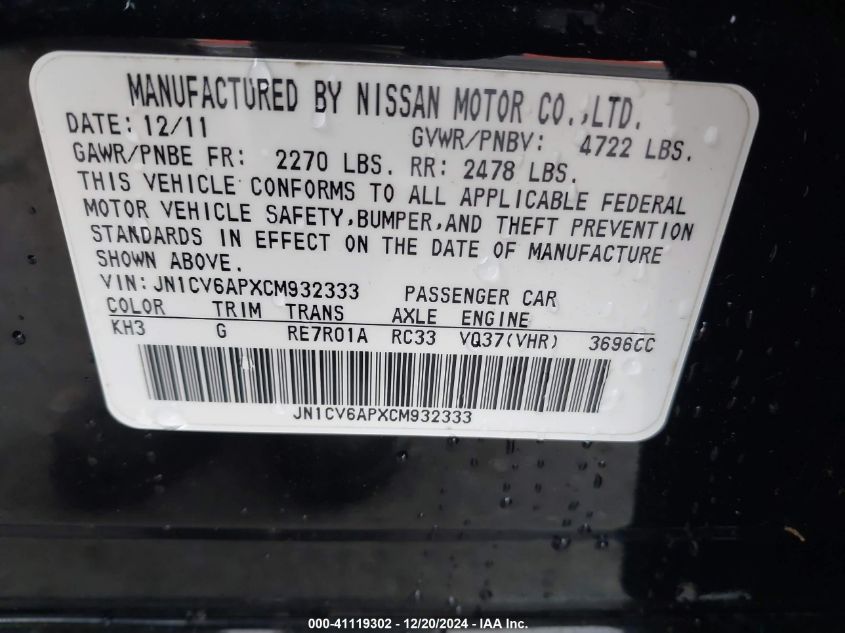 MANUFACTURED BY NISSAN MOTOR CO.,LTD.
DATE: 12/11 GVWR/PNBV: 4722 LBS.
GAWR/PNBE FR: 2270 LBS. RR: 2478 LBS.
THIS VEHICLE CONFORMS TO ALL APPLICABLE FEDERAL
MOTOR VEHICLE SAFETY,BUMPER,AND THEFT PREVENTION
STANDARDS IN EFFECT ON THE DATE OF MANUFACTURE
SHOWN ABOVE.
VIN: JN1CV6APXCM932333 PASSENGER CAR
COLOR TRIM TRANS AXLE ENGINE
KH3 G RE7R01A RC33 VQ37(VHR) 3696CC
JN1CV6APXCM932333
000-41119302 - 12/20/2024 - IAA Inc.